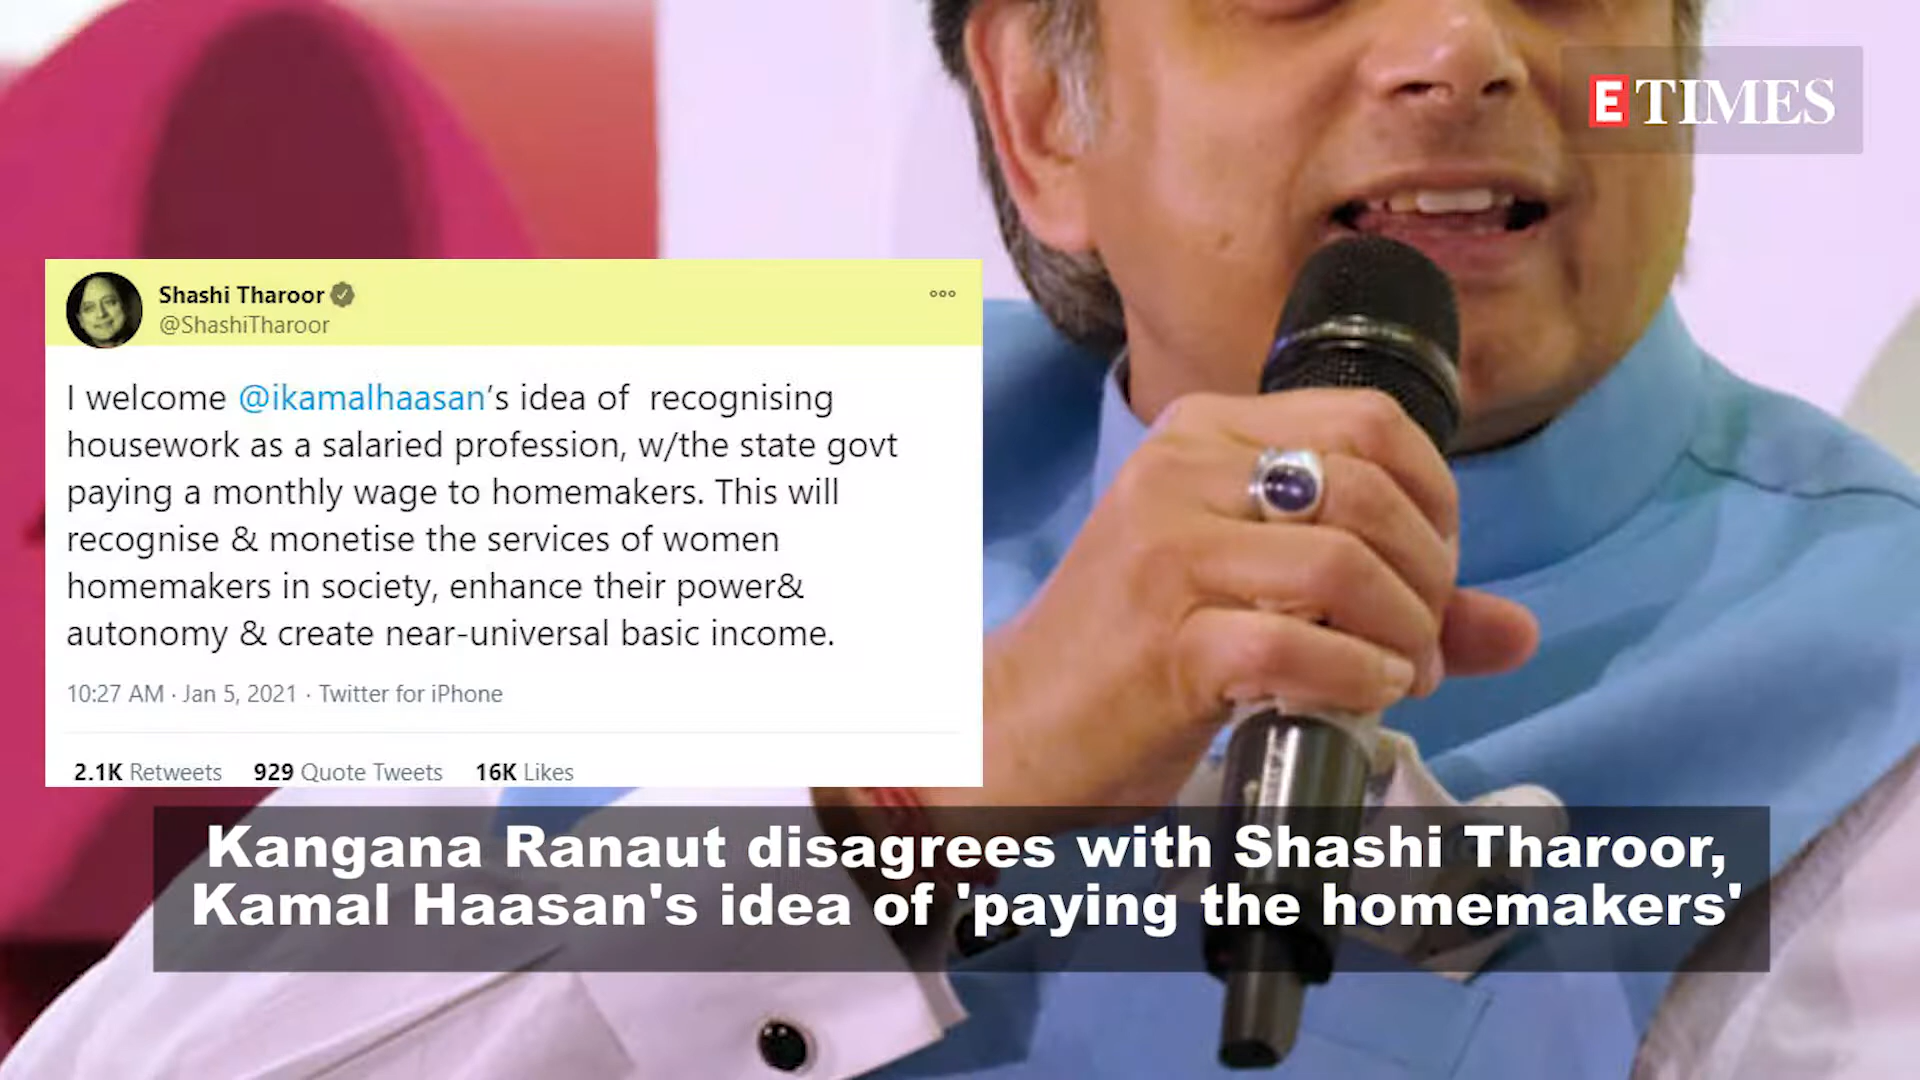 ETIMES
Shashi Tharoor
@ShashiTharoor
I welcome @ikamalhaasan's idea of recognising
housework as a salaried profession, w/the state govt
paying a monthly wage to homemakers. This will
recognise & monetise the services of women
homemakers in society, enhance their power&
autonomy & create near-universal basic income.
10:27 AM · Jan 5, 2021 · Twitter for iPhone
2.1K Retweets 929 Quote Tweets 16K Likes
Kangana Ranaut disagrees with Shashi Tharoor,
Kamal Haasan's idea of 'paying the homemakers'